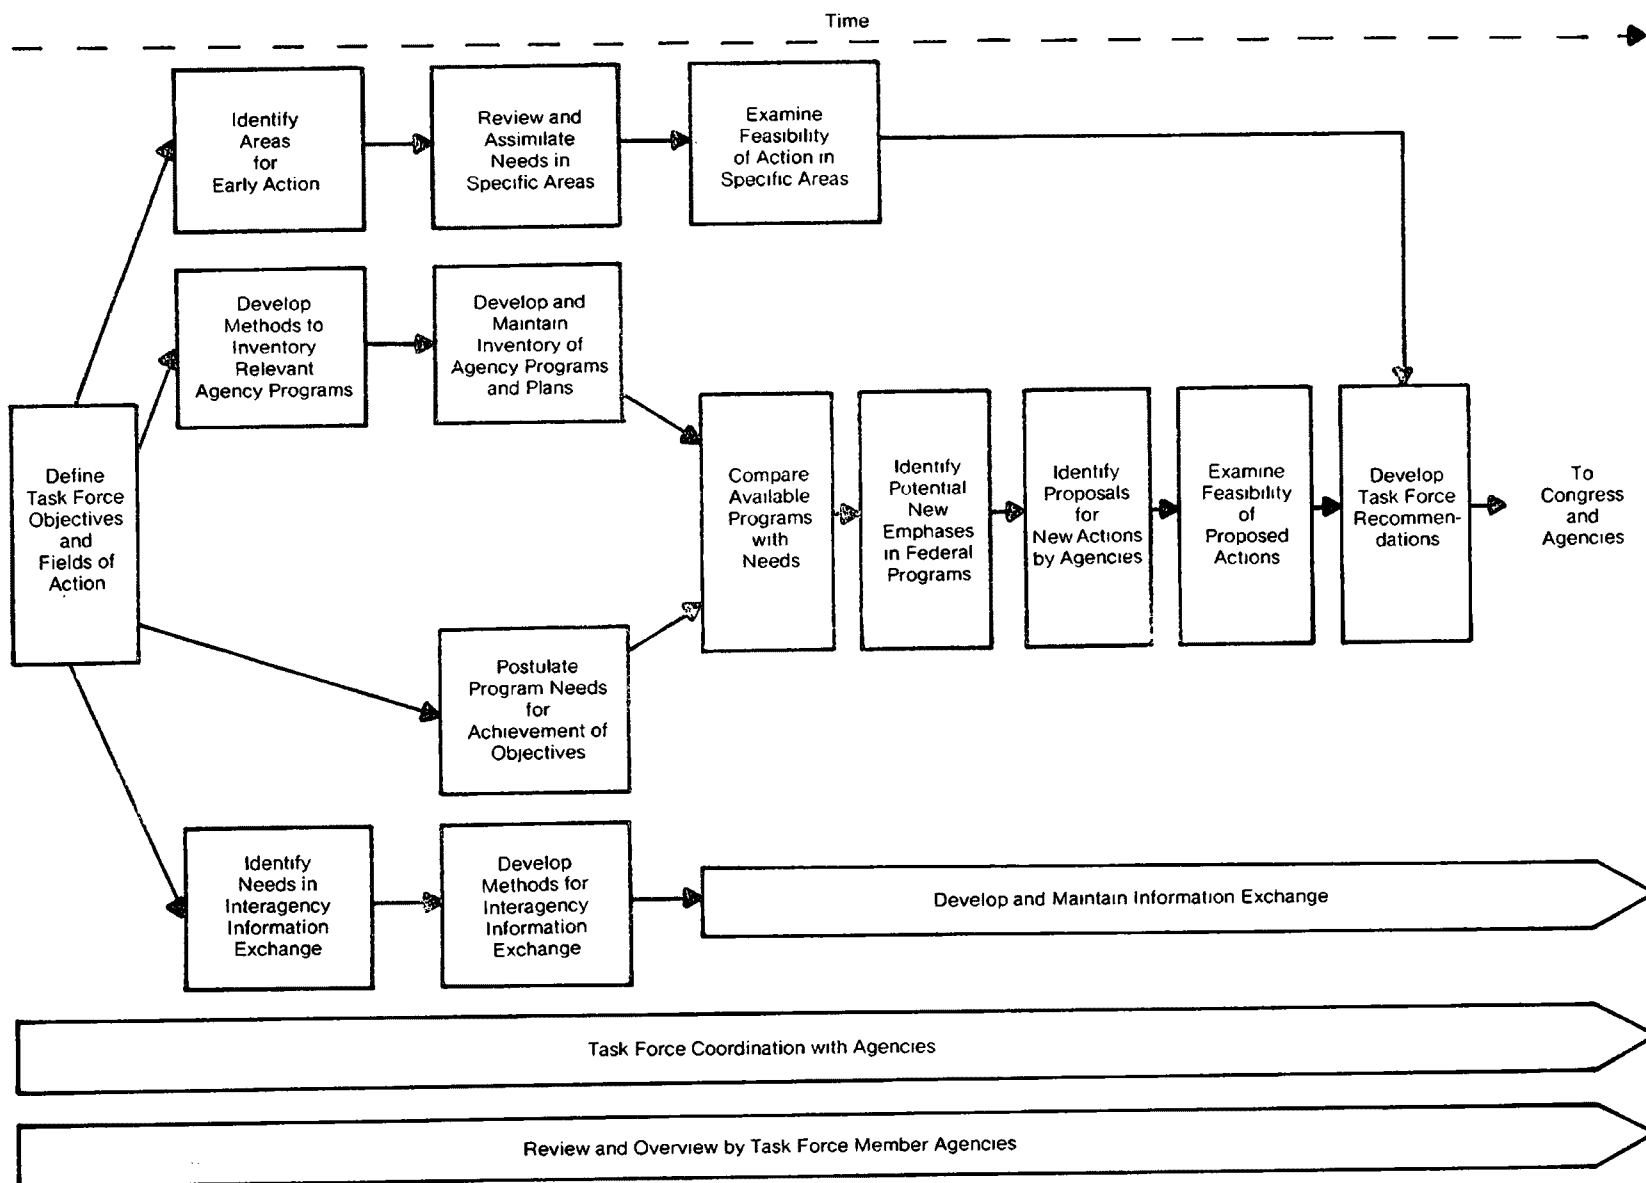 Time
Identify
Areas
for
Early Action
Review and
Assimilate
Needs in
Specific Areas
Examine
Feasibility
of Action in
Specific Areas
Develop
Methods to
Inventory
Relevant
Agency Programs
Develop and
Maintain
Inventory of
Agency Programs
and Plans
Define
Task Force
Objectives
and
Fields of
Action
Compare
Available
Programs
with
Needs
Identify
Potential
New
Emphases
in Federal
Programs
Identify
Proposals
for
New Actions
by Agencies
Examine
Feasibility
of
Proposed
Actions
Develop
Task Force
Recommen-
dations
To
Congress
and
Agencies
Postulate
Program Needs
for
Achievement of
Objectives
Identify
Needs in
Interagency
Information
Exchange
Develop
Methods for
Interagency
Information
Exchange
Develop and Maintain Information Exchange
Task Force Coordination with Agencies
Review and Overview by Task Force Member Agencies